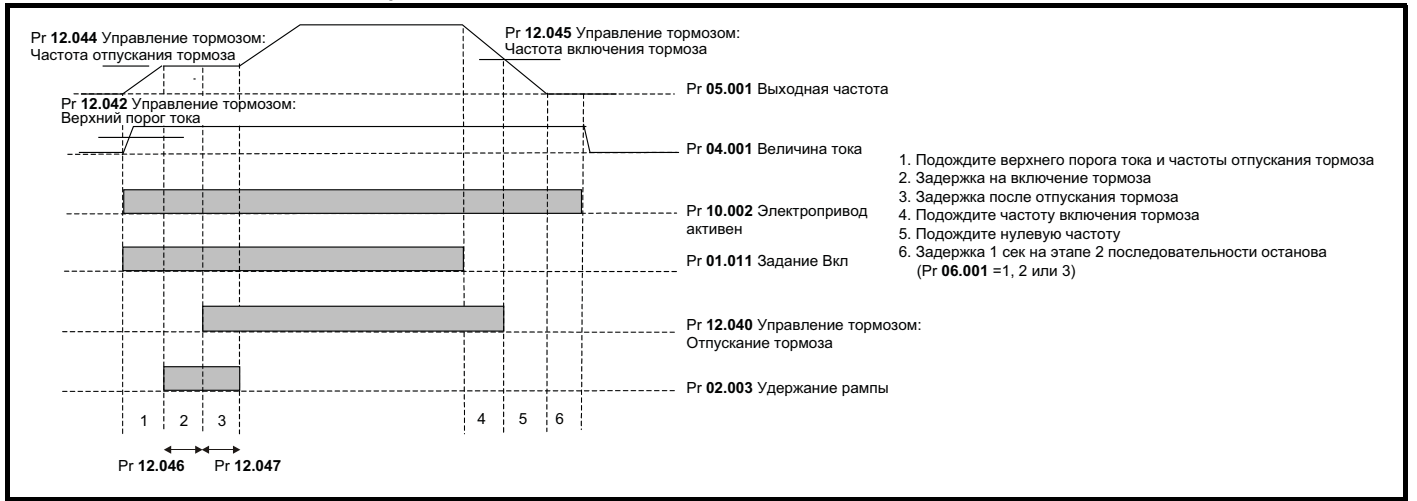 Pr 12.044 Управление тормозом:
Частота отпускания тормоза
Pr 12.045 Управление тормозом:
Частота включения тормоза
Pr 05.001 Выходная частота
Pr 12.042 Управление тормозом:
Верхний порог тока
Pr 04.001 Величина тока
Pr 10.002 Электропривод
активен
Pr 01.011 Задание Вкл
Pr 12.040 Управление тормозом:
Отпускание тормоза
Pr 02.003 Удержание рампы
1 2 3 4 5 6
Pr 12.046 Pr 12.047
1. Подождите верхнего порога тока и частоты отпускания тормоза
2. Задержка на включение тормоза
3. Задержка после отпускания тормоза
4. Подождите частоту включения тормоза
5. Подождите нулевую частоту
6. Задержка 1 сек на этапе 2 последовательности останова
(Pr 06.001 =1, 2 или 3)